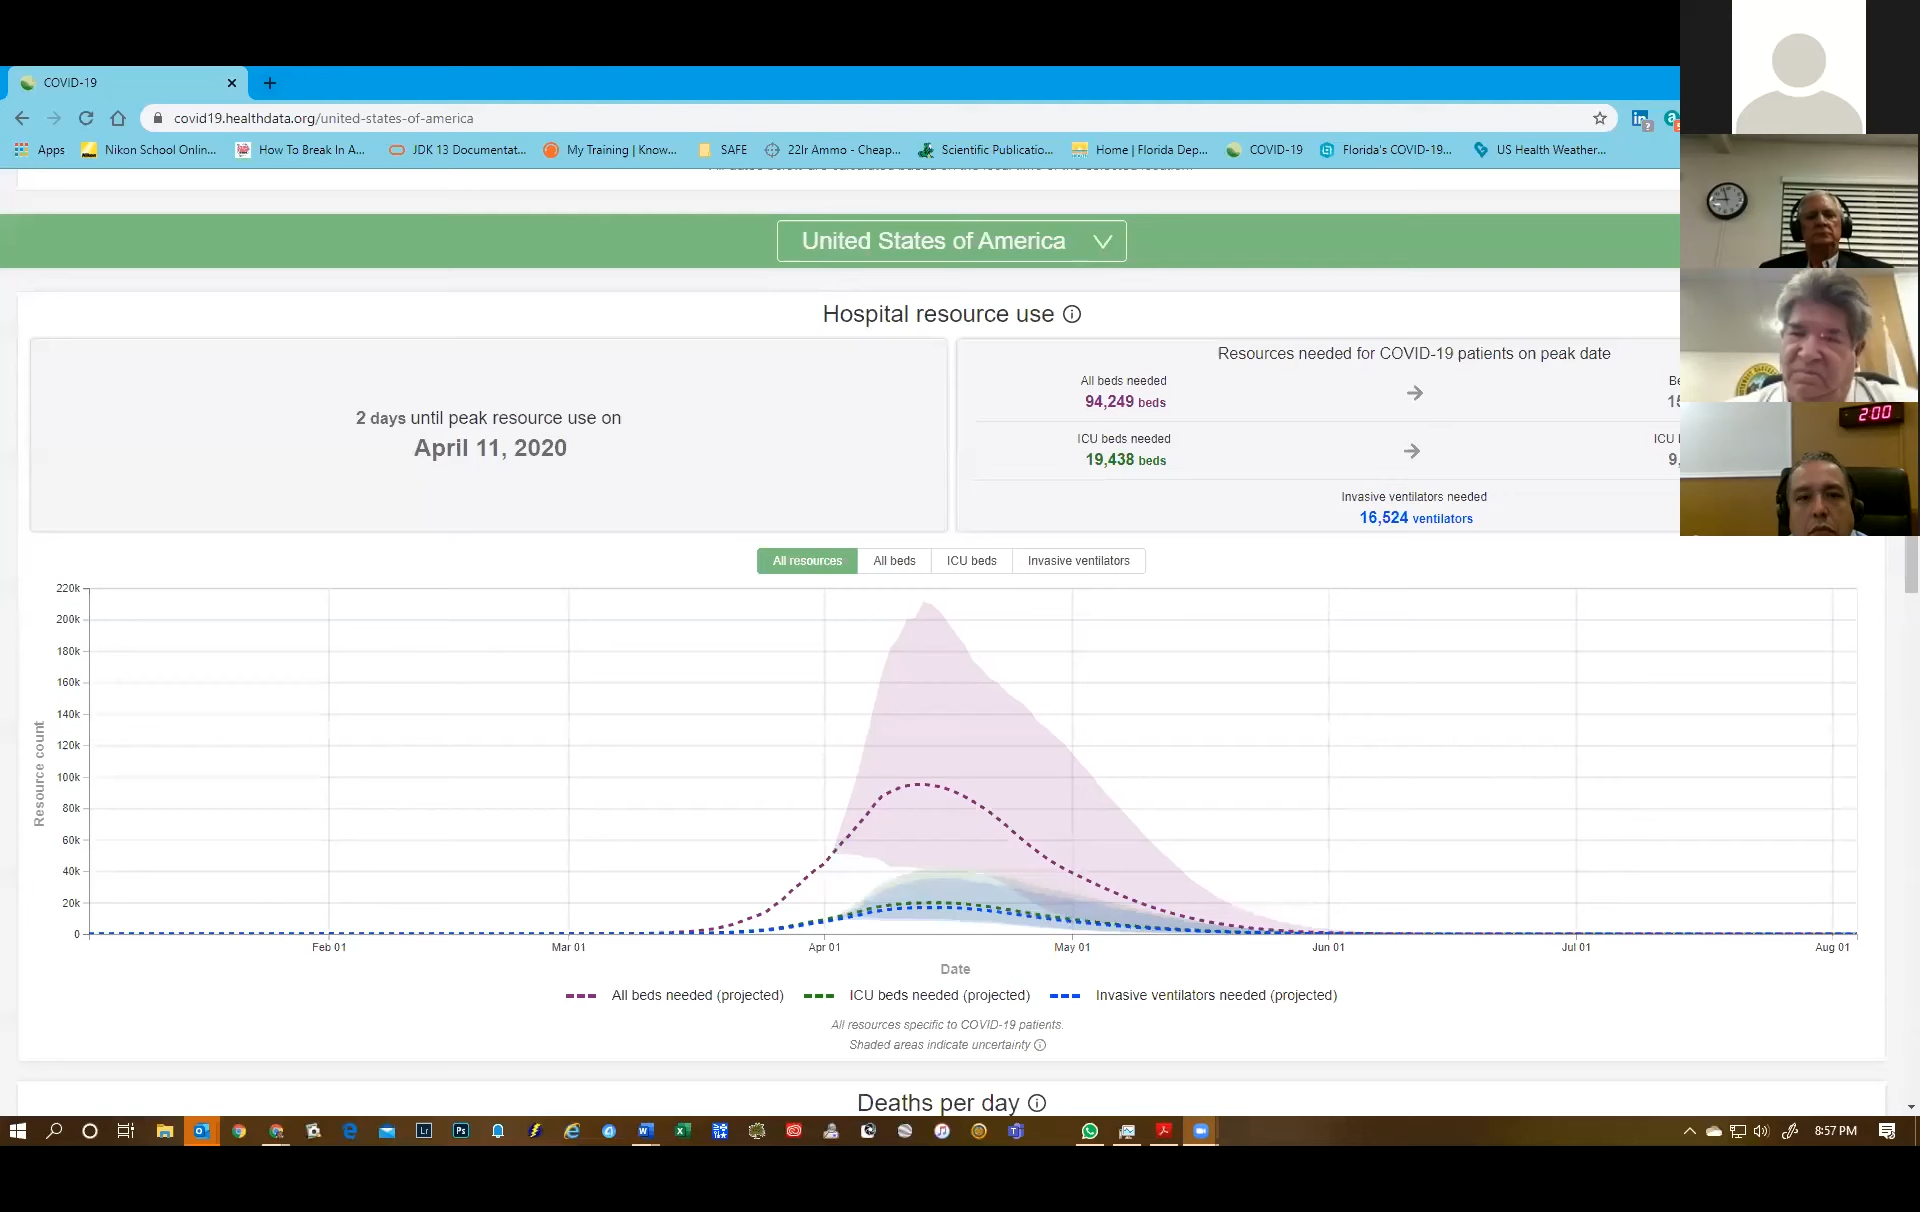 COVID-19
covid19.healthdata.org/united-states-of-america
Apps
Nikon School Onlin...
How To Break In A...
JDK 13 Documentat...
My Training | Know...
SAFE
22lr Ammo - Cheap...
Scientific Publicatio...
Home | Florida Dep...
COVID-19
Florida's COVID-19...
US Health Weather...
United States of America
Hospital resource use
2 days until peak resource use on
April 11, 2020
Resources needed for COVID-19 patients on peak date
All beds needed
94,249 beds
ICU beds needed
19,438 beds
ICU
9,
Invasive ventilators needed
16,524 ventilators
2:00
All resources
All beds
ICU beds
Invasive ventilators
220k
200k
180k
160k
140k
120k
100k
80k
60k
40k
20k
0
Resource count
Feb 01
Mar 01
Apr 01
May 01
Jun 01
Jul 01
Aug 01
Date
All beds needed (projected)
ICU beds needed (projected)
Invasive ventilators needed (projected)
All resources specific to COVID-19 patients.
Shaded areas indicate uncertainty
Deaths per day
8:57 PM